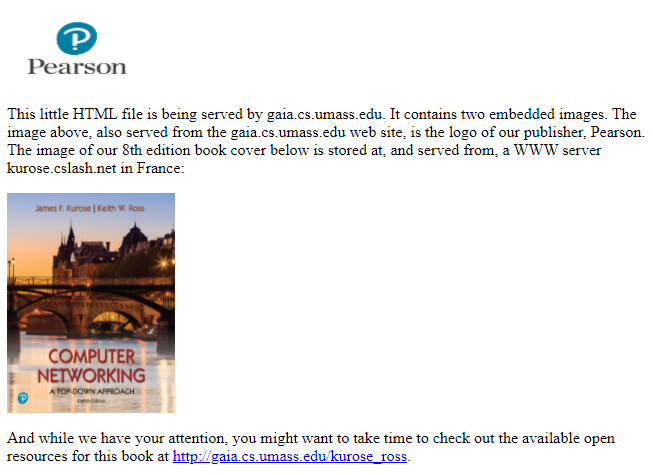 Pearson
This little HTML file is being served by gaia.cs.umass.edu. It contains two embedded images. The
image above, also served from the gaia.cs.umass.edu web site, is the logo of our publisher, Pearson.
The image of our 8th edition book cover below is stored at, and served from, a WWW server
kurose.cslash.net in France:
James F. Kurose | Keith W. Ross
COMPUTER
NETWORKING
A TOP-DOWN APPROACH
Eighth Edition
And while we have your attention, you might want to take time to check out the available open
resources for this book at http://gaia.cs.umass.edu/kurose_ross.